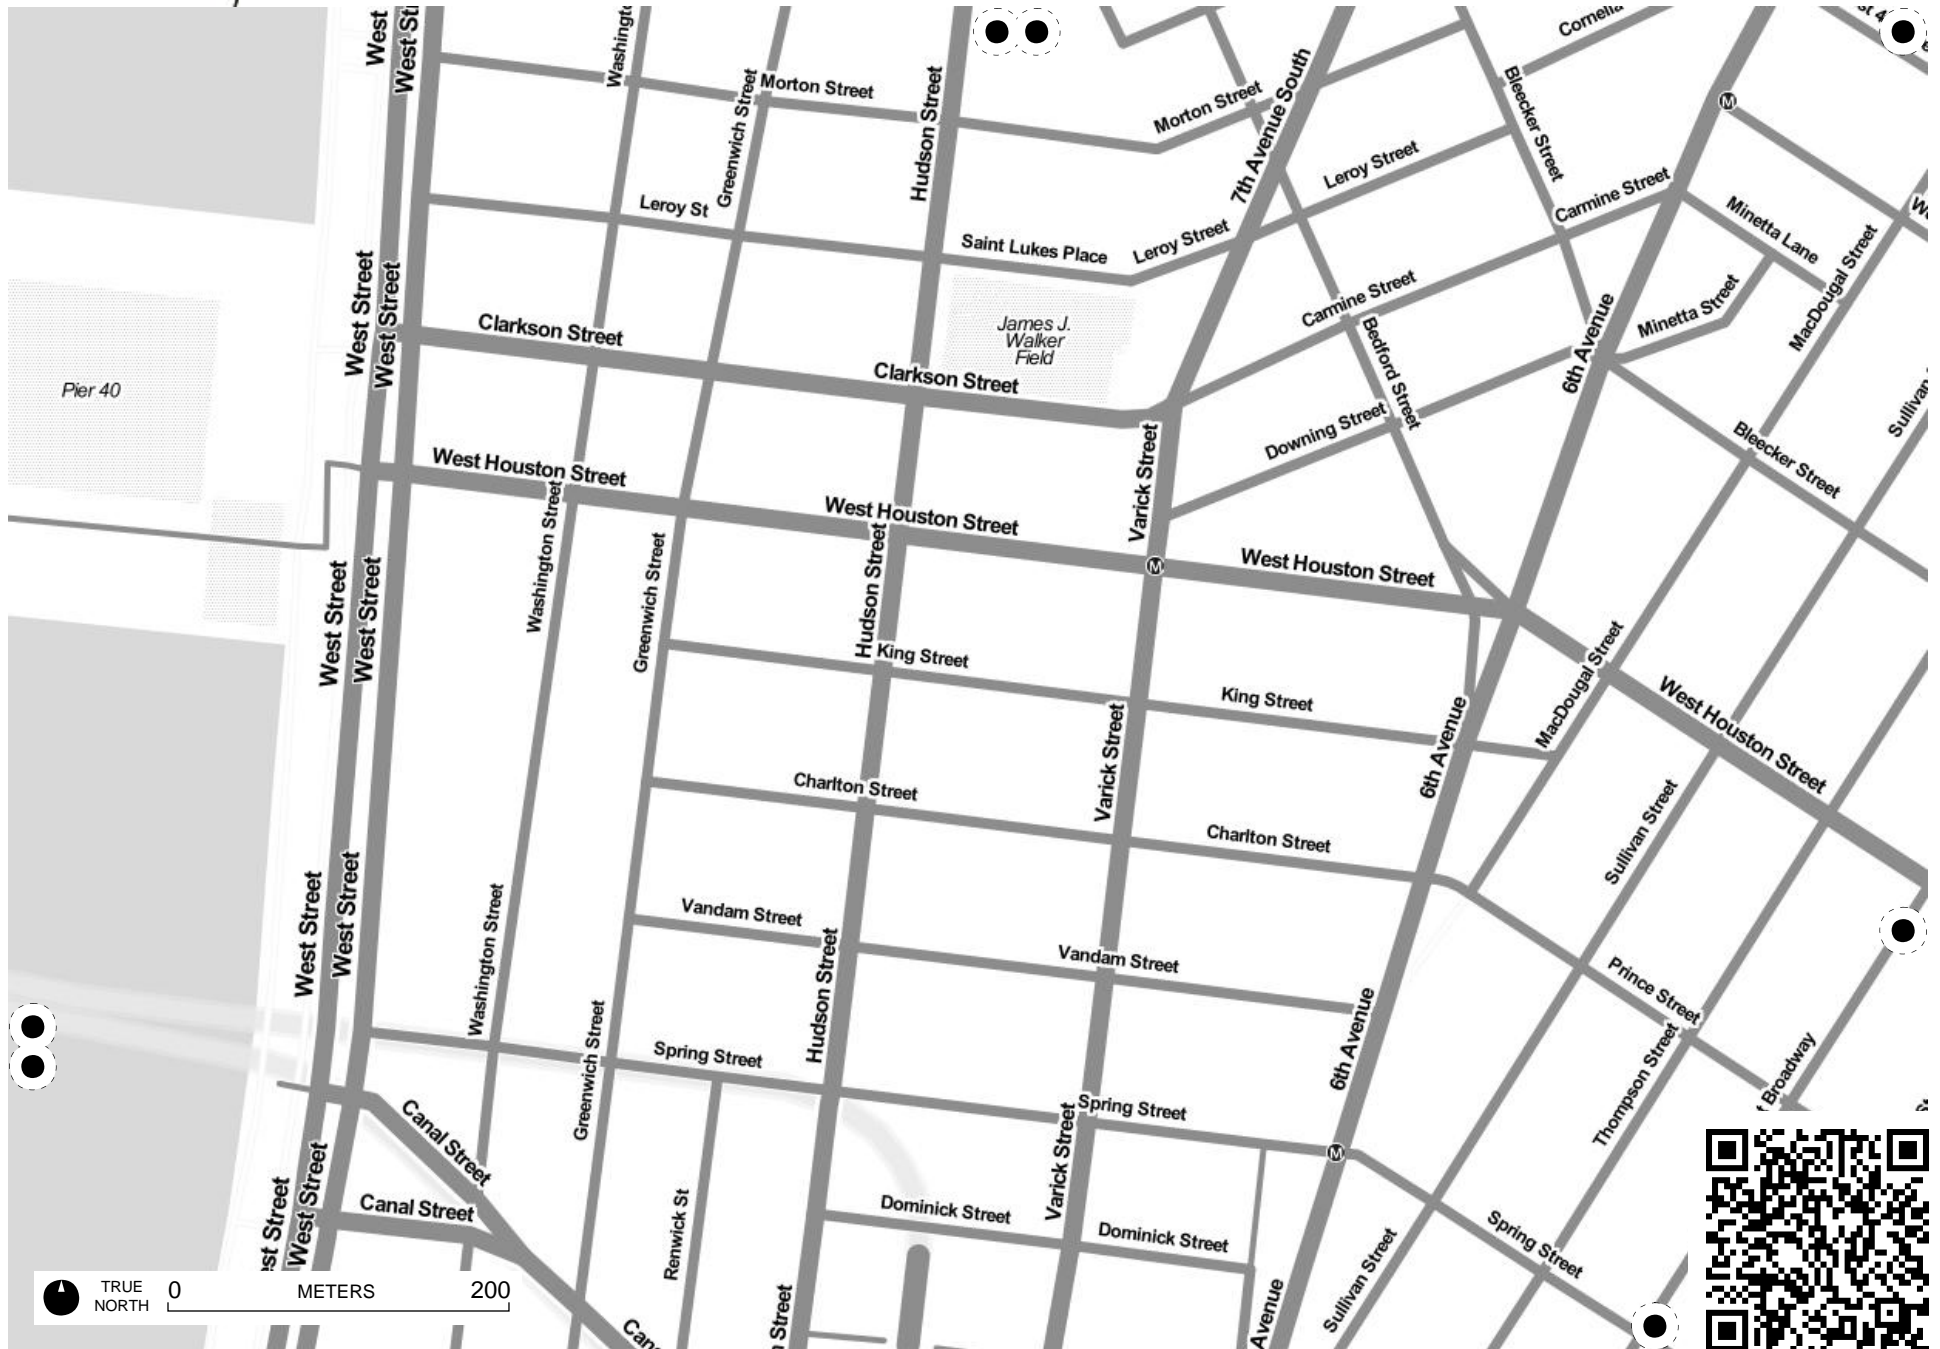 West
West St
Washingt
Greenwich Street
Morton Street
Hudson Street
Morton Street
7th Avenue South
Cornelia
Bleecker Street
Leroy Street
Carmine Street
Minetta Lane
MacDougal Street
Leroy St
Saint Lukes Place
Leroy Street
West Street
West Street
Clarkson Street
James J.
Walker
Field
Carmine Street
Bedford Street
6th Avenue
Minetta Street
Sullivan
Pier 40
Clarkson Street
Downing Street
Varick Street
Bleecker Street
West Houston Street
Washington Street
West Houston Street
Hudson Street
Greenwich Street
M
M
West Houston Street
West Street
West Street
King Street
King Street
MacDougal Street
6th Avenue
West Houston Street
Varick Street
Charlton Street
Charlton Street
Sullivan Street
West Street
West Street
Washington Street
Vandam Street
Hudson Street
Vandam Street
6th Avenue
Prince Street
Thompson Street
Broadway
Greenwich Street
Spring Street
Spring Street
M
Varick Street
Canal Street
Canal Street
West Street
est Street
Renwick St
Dominick Street
Dominick Street
Sullivan Street
Spring Street
Street
Avenue
Cana
TRUE
NORTH
0
METERS
200